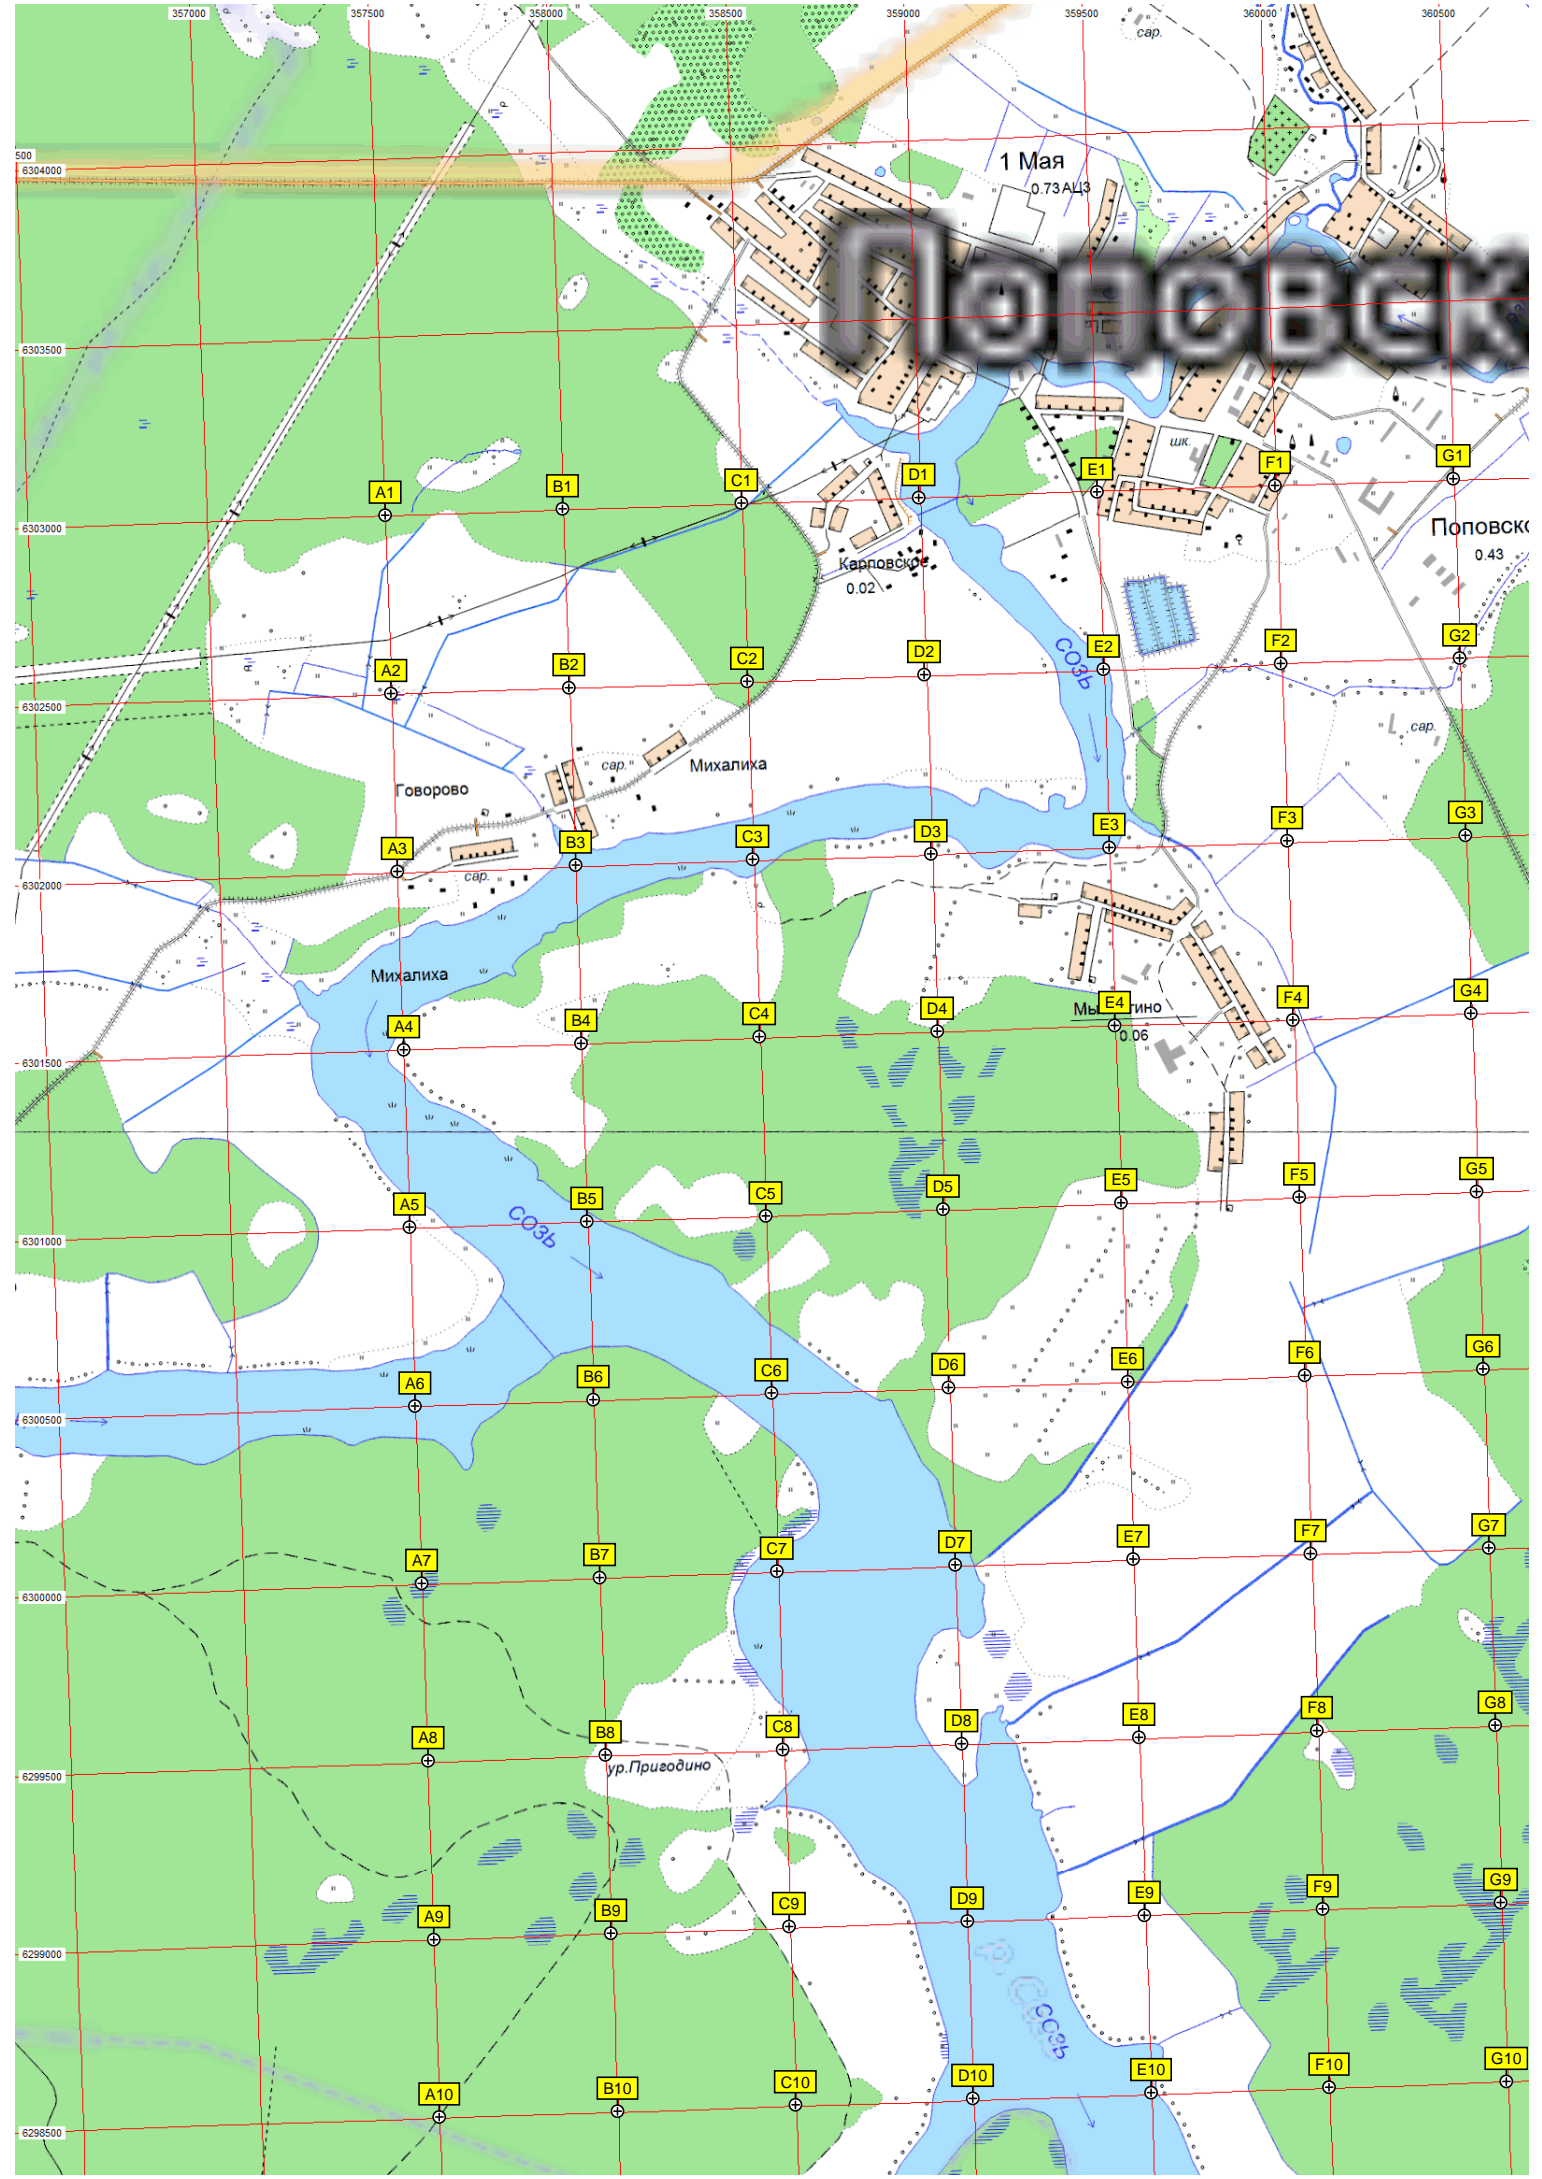 357000 357500 358000 358500 359000 359500 360000 360500
сар.
500
6304000
1 Мая
0.73 АЦЗ
Поповск
6303500
шк.
A1 B1 C1 D1 E1 F1 G1
6303000
Поповско
0.43
Карповское
0.02
A2 B2 C2 D2 E2 F2 G2
СОЗЬ
6302500
сар.
сар.
Михалиха
Говорово
A3 B3 C3 D3 E3 F3 G3
сар.
6302000
Михалиха
A4 B4 C4 D4 E4 F4 G4
0.06
6301500
A5 B5 C5 D5 E5 F5 G5
СОЗЬ
6301000
A6 B6 C6 D6 E6 F6 G6
6300500
A7 B7 C7 D7 E7 F7 G7
6300000
A8 B8 C8 D8 E8 F8 G8
ур.Пригодино
6299500
A9 B9 C9 D9 E9 F9 G9
6299000
р. Созь
СОЗЬ
A10 B10 C10 D10 E10 F10 G10
6298500